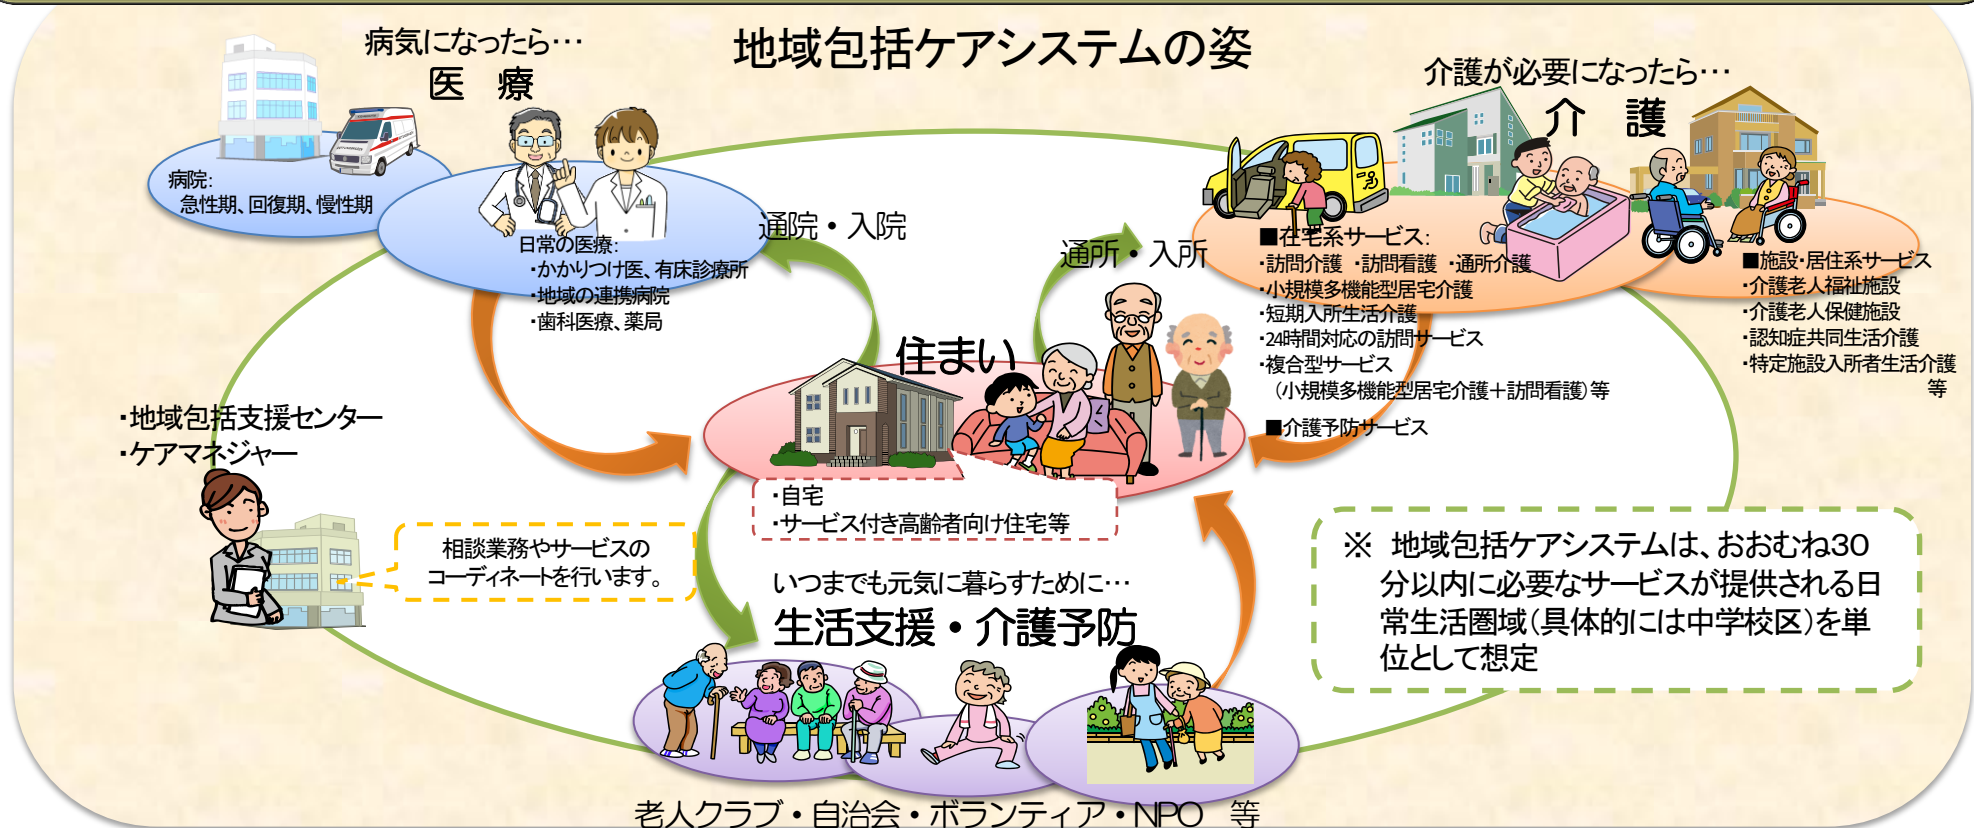 地域包括ケアシステムの姿
病気になったら…
医 療
病院:
急性期、回復期、慢性期
日常の医療:
・かかりつけ医、有床診療所
・地域の連携病院
・歯科医療、薬局
通院・入院
通所・入所
介護が必要になったら…
介 護
■在宅系サービス:
・訪問介護 ・訪問看護 ・通所介護
・小規模多機能型居宅介護
・短期入所生活介護
・24時間対応の訪問サービス
・複合型サービス
(小規模多機能型居宅介護+訪問看護)等
■介護予防サービス
■施設・居住系サービス
・介護老人福祉施設
・介護老人保健施設
・認知症共同生活介護
・特定施設入所者生活介護
等
住まい
・自宅
・サービス付き高齢者向け住宅等
・地域包括支援センター
・ケアマネジャー
相談業務やサービスの
コーディネートを行います。
いつまでも元気に暮らすために…
生活支援・介護予防
老人クラブ・自治会・ボランティア・NPO 等
※ 地域包括ケアシステムは、おおむね30
分以内に必要なサービスが提供される日
常生活圏域(具体的には中学校区)を単
位として想定